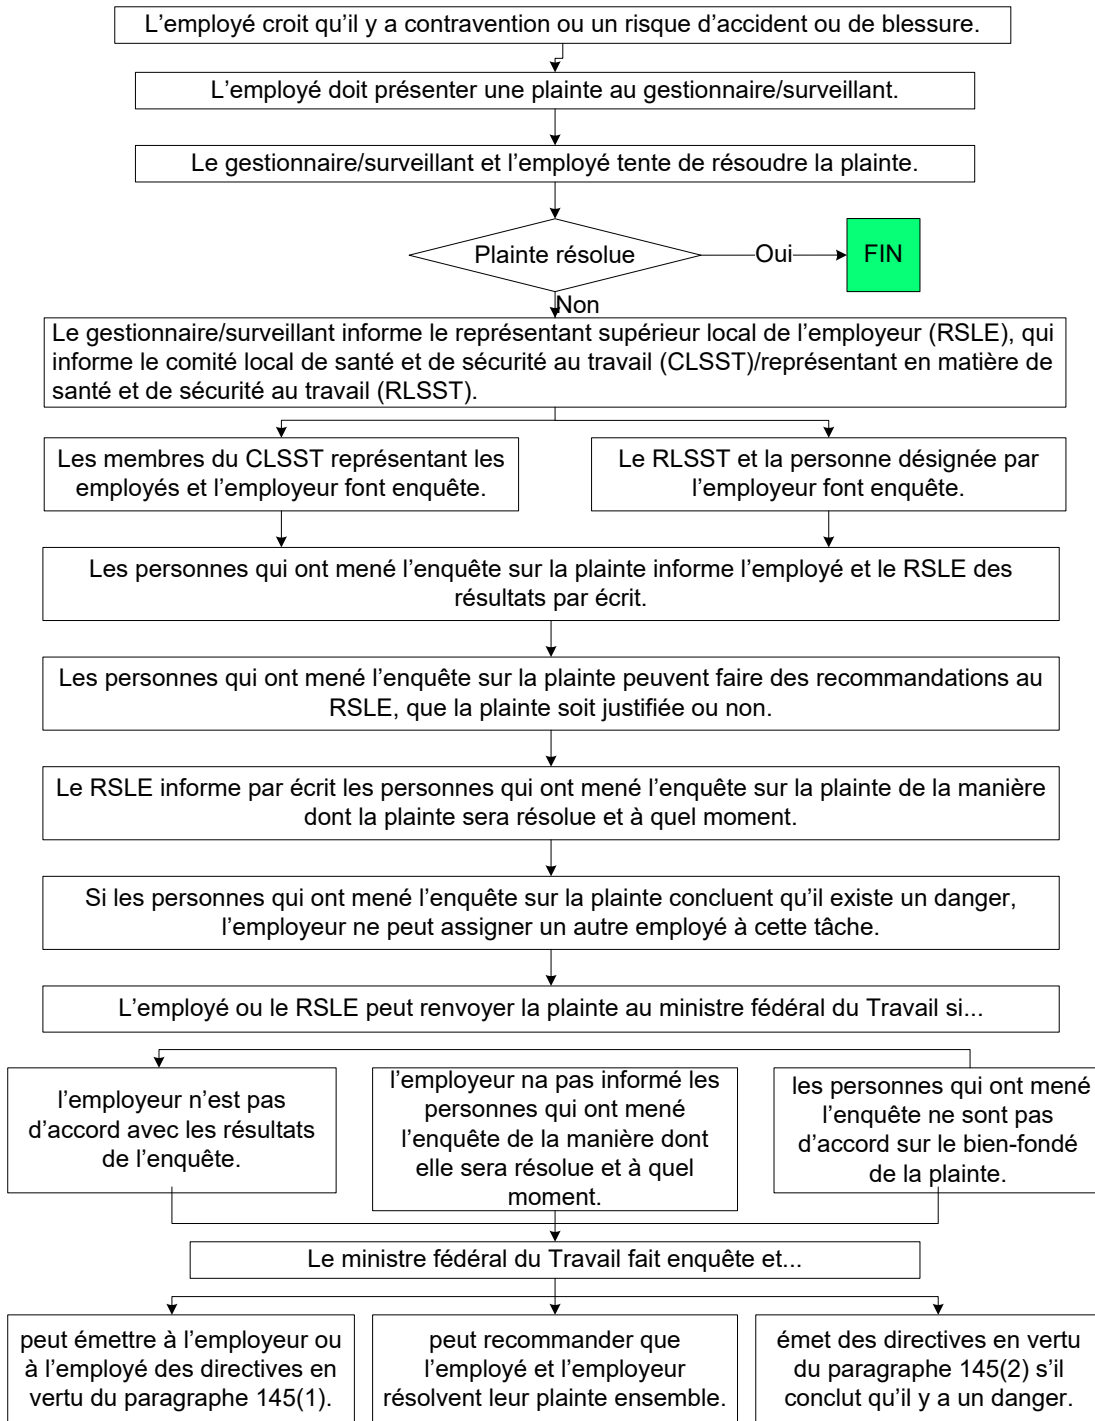 L'employé croit qu'il y a contravention ou un risque d'accident ou de blessure.
L'employé doit présenter une plainte au gestionnaire/surveillant.
Le gestionnaire/surveillant et l'employé tente de résoudre la plainte.
Plainte résolue
Oui
FIN
Non
Le gestionnaire/surveillant informe le représentant supérieur local de l'employeur (RSLE), qui
informe le comité local de santé et de sécurité au travail (CLSST)/représentant en matière de
santé et de sécurité au travail (RLSST).
Les membres du CLSST représentant les
employés et l'employeur font enquête.
Le RLSST et la personne désignée par
l'employeur font enquête.
Les personnes qui ont mené l'enquête sur la plainte informe l'employé et le RSLE des
résultats par écrit.
Les personnes qui ont mené l'enquête sur la plainte peuvent faire des recommandations au
RSLE, que la plainte soit justifiée ou non.
Le RSLE informe par écrit les personnes qui ont mené l'enquête sur la plainte de la manière
dont la plainte sera résolue et à quel moment.
Si les personnes qui ont mené l'enquête sur la plainte concluent qu'il existe un danger,
l'employeur ne peut assigner un autre employé à cette tâche.
L'employé ou le RSLE peut renvoyer la plainte au ministre fédéral du Travail si...
l'employeur n'est pas
d'accord avec les résultats
de l'enquête.
l'employeur na pas informé les
personnes qui ont mené
l'enquête de la manière dont
elle sera résolue et à quel
moment.
les personnes qui ont mené
l'enquête ne sont pas
d'accord sur le bien-fondé
de la plainte.
Le ministre fédéral du Travail fait enquête et...
peut émettre à l'employeur ou
à l'employé des directives en
vertu du paragraphe 145(1).
peut recommander que
l'employé et l'employeur
résolvent leur plainte ensemble.
émet des directives en vertu
du paragraphe 145(2) s'il
conclut qu'il y a un danger.